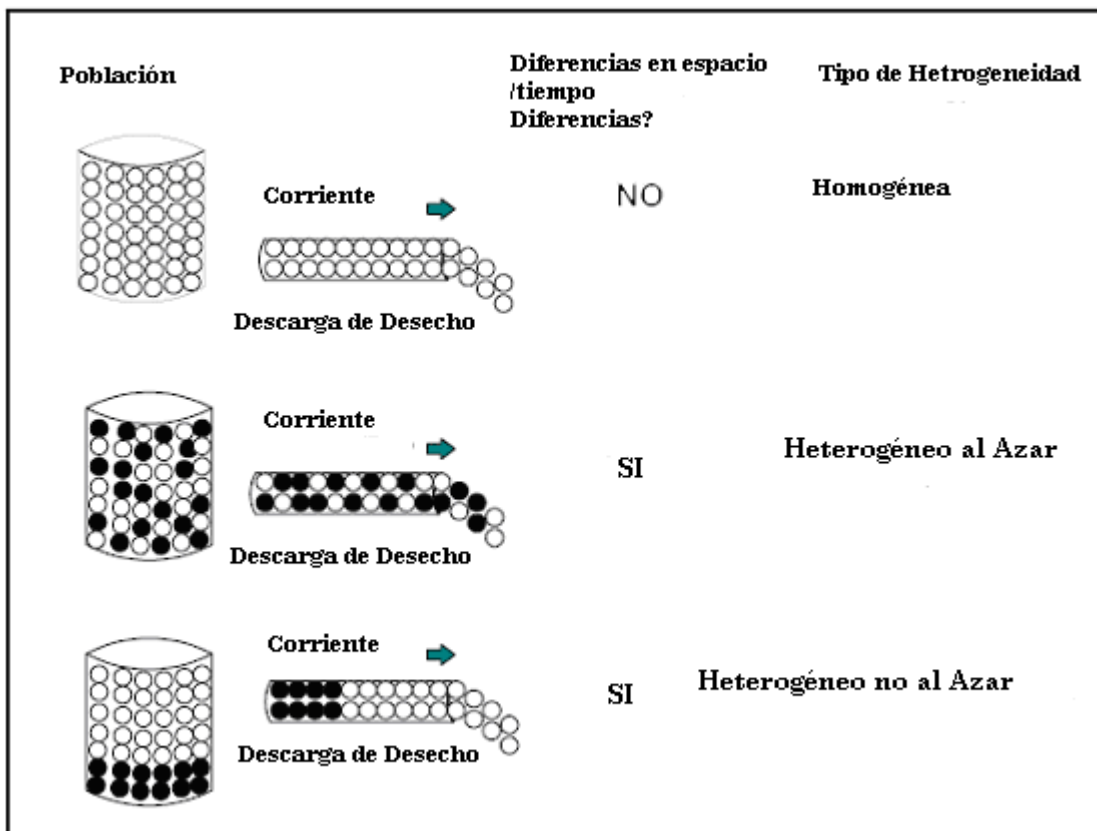 Población
Diferencias en espacio
/tiempo
Diferencias?
Tipo de Hetrogeneidad
Corriente
NO
Homogénea
Descarga de Desecho
Corriente
SI
Heterogéneo al Azar
Descarga de Desecho
Corriente
SI
Heterogéneo no al Azar
Descarga de Desecho